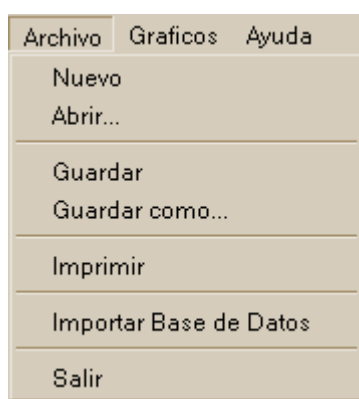 Archivo Graficos Ayuda
Nuevo
Abrir...
Guardar
Guardar como...
Imprimir
Importar Base de Datos
Salir